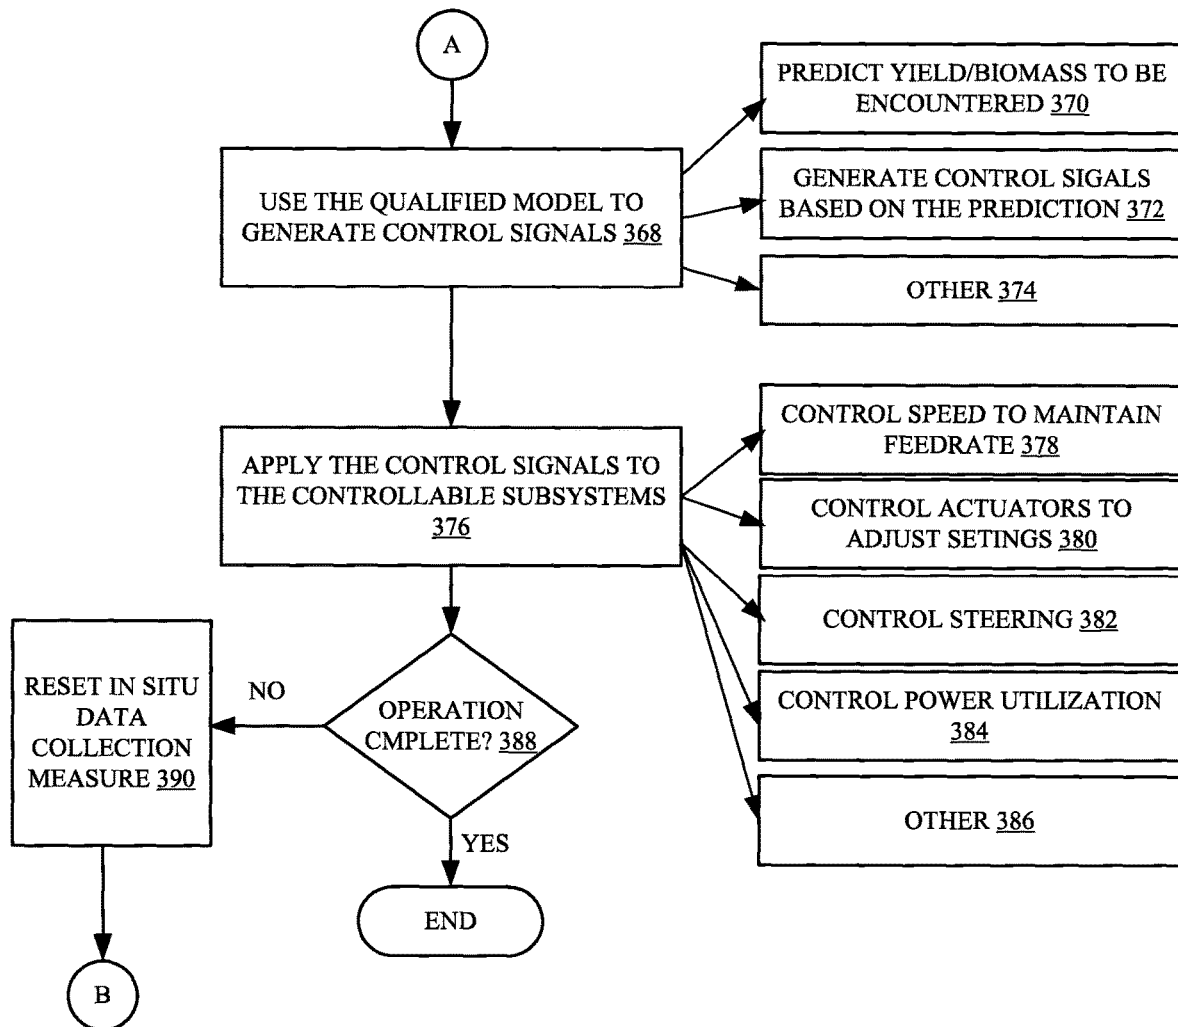 A
PREDICT YIELD/BIOMASS TO BE
ENCOUNTERED 370
USE THE QUALIFIED MODEL TO
GENERATE CONTROL SIGNALS 368
GENERATE CONTROL SIGALS
BASED ON THE PREDICTION 372
OTHER 374
APPLY THE CONTROL SIGNALS TO
THE CONTROLLABLE SUBSYSTEMS
376
CONTROL SPEED TO MAINTAIN
FEEDRATE 378
CONTROL ACTUATORS TO
ADJUST SETINGS 380
CONTROL STEERING 382
CONTROL POWER UTILIZATION
384
OTHER 386
OPERATION
CMPLETE? 388
NO
RESET IN SITU
DATA
COLLECTION
MEASURE 390
YES
END
B